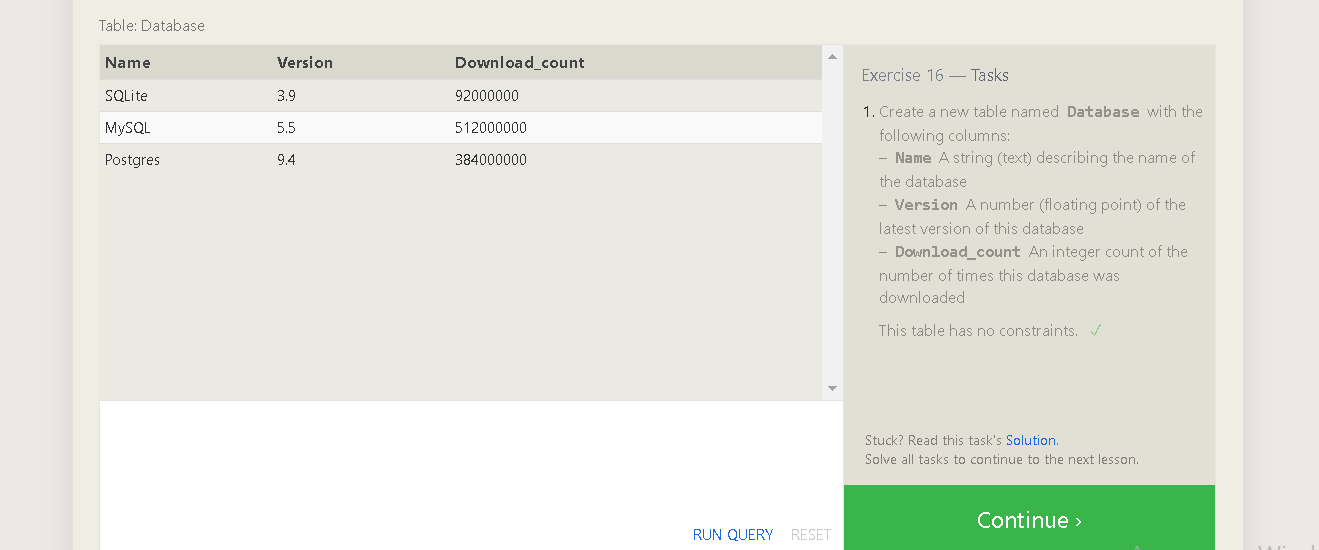 Table: Database
Name Version Download_count
SQLite 3.9 92000000
MySQL 5.5 512000000
Postgres 9.4 384000000
RUN QUERY RESET
Exercise 16 — Tasks
1. Create a new table named Database with the
following columns:
– Name A string (text) describing the name of
the database
– Version A number (floating point) of the
latest version of this database
– Download_count An integer count of the
number of times this database was
downloaded
This table has no constraints. ✓
Stuck? Read this task's Solution.
Solve all tasks to continue to the next lesson.
Continue ›